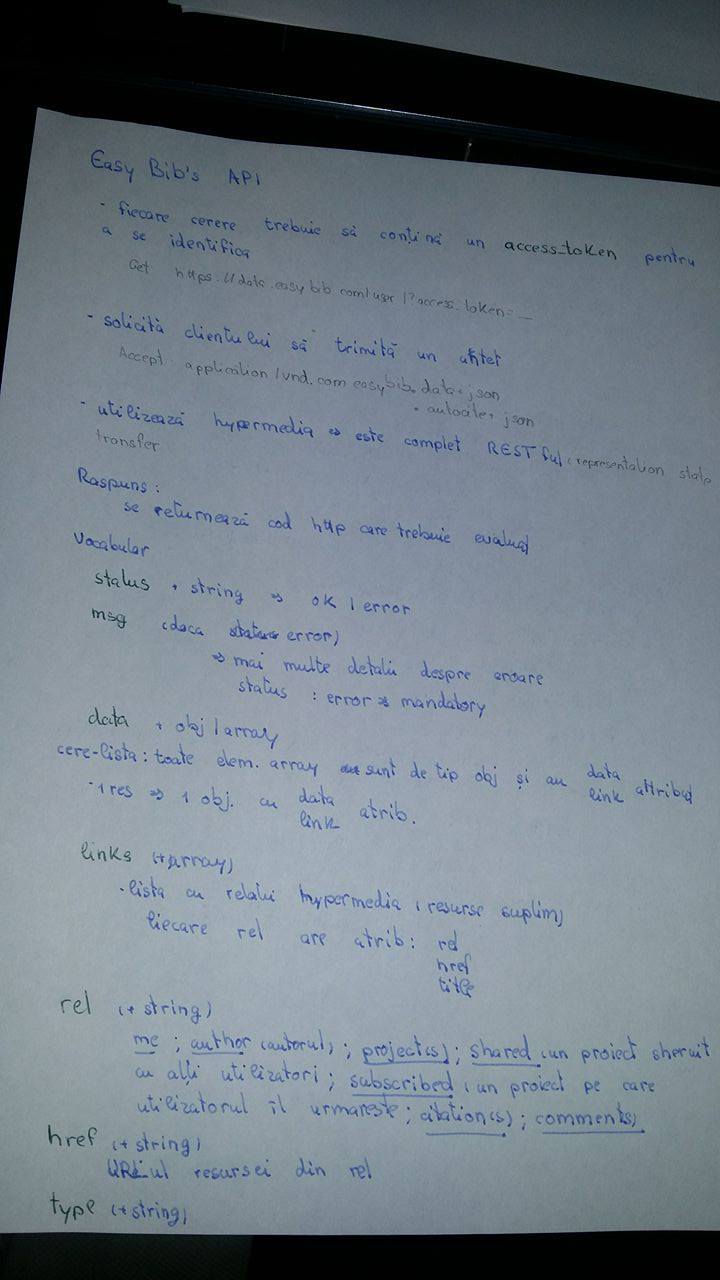 Easy Bib's API
- fiecare cerere trebuie să conțină un access_token pentru
a se identifica
Get https://data.easybib.com/user/?access_token=_
- solicită clientului să trimită un antet
Accept: application/vnd.com.easybib.data+json
• autocite+json
- utilizează hypermedia => este complet RESTful (representation state
transfer
Raspuns:
se returnează cod http care trebuie evaluat
Vocabular
status + string => ok | error
msg (daca status error)
=> mai multe detalii despre eroare
status : error => mandatory
data + obj | array
cere-lista: toate elem. array sunt de tip obj și au data
link attribut
-1 res => 1 obj. cu data
link atrib.
links (+array)
-lista cu relatii hypermedia (resurse suplim)
fiecare rel are atrib: rel
href
title
rel (+ string)
me ; author (autorul) ; project(s) ; shared (un proiect sheruit
cu alți utilizatori ; subscribed (un proiect pe care
utilizatorul îl urmareste ; citation(s) ; comment(s)
href (+ string)
URL-ul resursei din rel
type (+string)